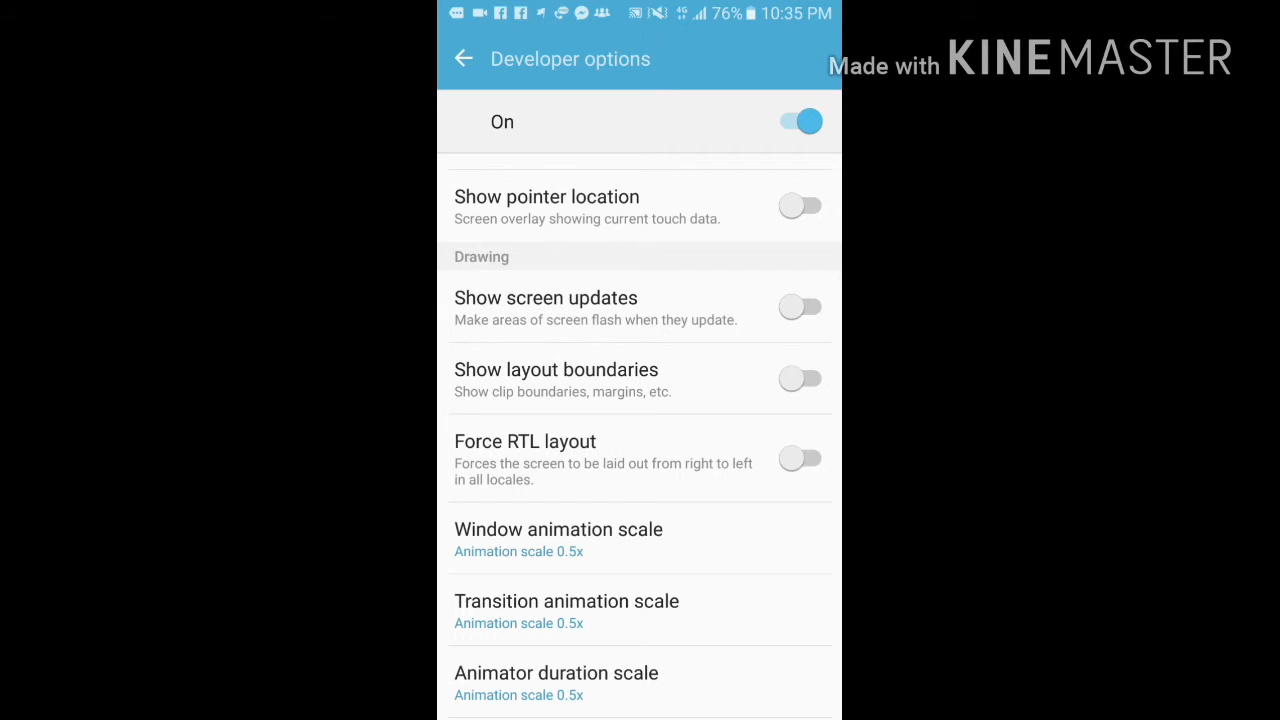 4G 76% 10:35 PM
Developer options
Made with KINEMASTER
On
Show pointer location
Screen overlay showing current touch data.
Drawing
Show screen updates
Make areas of screen flash when they update.
Show layout boundaries
Show clip boundaries, margins, etc.
Force RTL layout
Forces the screen to be laid out from right to left
in all locales.
Window animation scale
Animation scale 0.5x
Transition animation scale
Animation scale 0.5x
Animator duration scale
Animation scale 0.5x